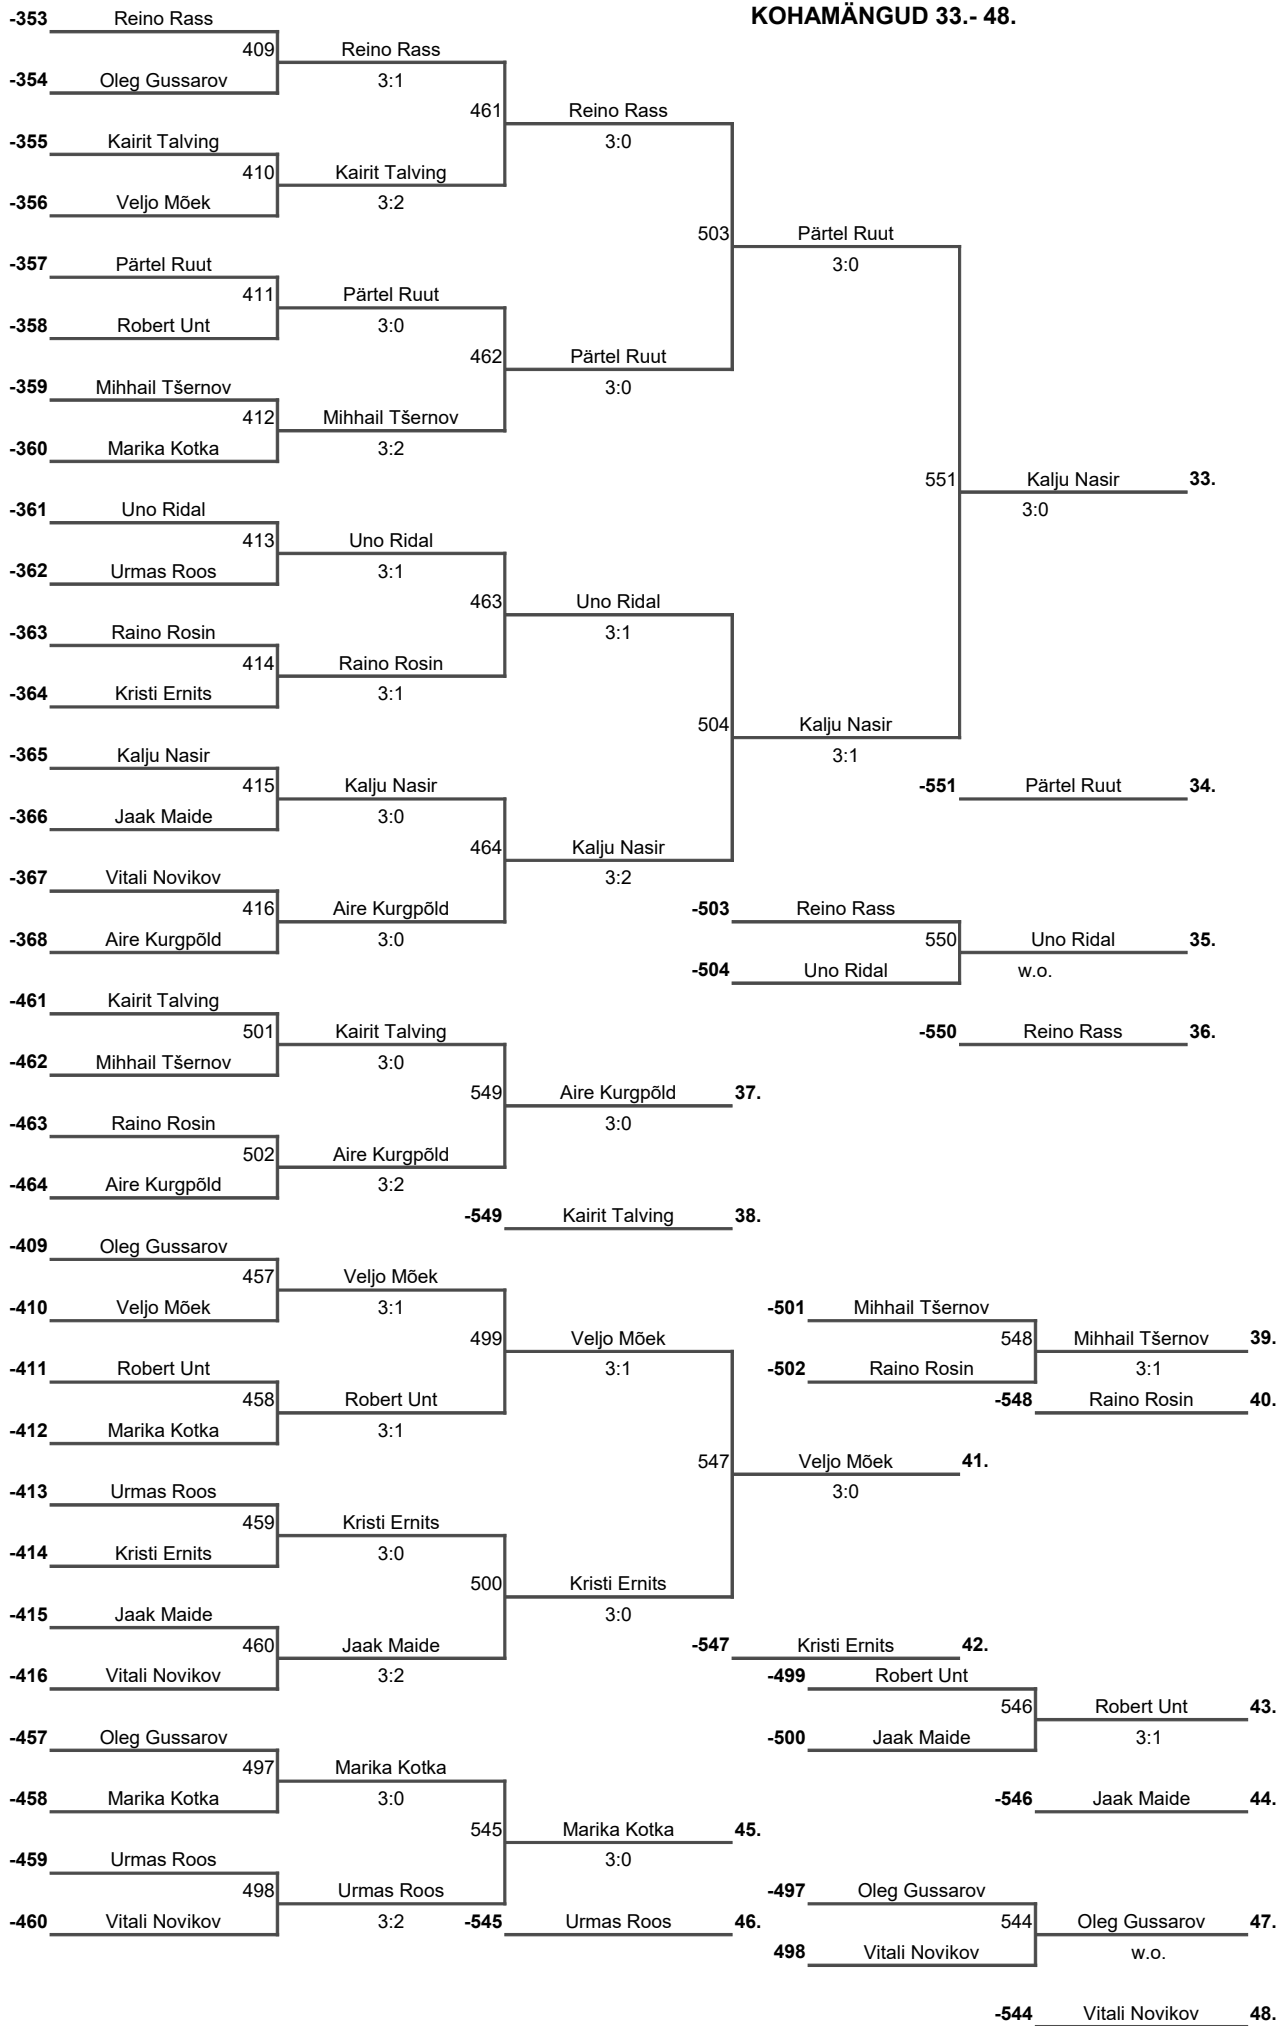 KOHAMÄNGUD 33.- 48.
-353 Reino Rass
409 Reino Rass
-354 Oleg Gussarov 3:1
461 Reino Rass
-355 Kairit Talving 3:0
410 Kairit Talving
-356 Veljo Mõek 3:2
503 Pärtel Ruut
-357 Pärtel Ruut 3:0
411 Pärtel Ruut
-358 Robert Unt 3:0
462 Pärtel Ruut
-359 Mihhail Tšernov 3:0
412 Mihhail Tšernov
-360 Marika Kotka 3:2
551 Kalju Nasir 33.
-361 Uno Ridal 3:0
413 Uno Ridal
-362 Urmas Roos 3:1
463 Uno Ridal
-363 Raino Rosin 3:1
414 Raino Rosin
-364 Kristi Ernits 3:1
504 Kalju Nasir
-365 Kalju Nasir 3:1
415 Kalju Nasir -551 Pärtel Ruut 34.
-366 Jaak Maide 3:0
464 Kalju Nasir
-367 Vitali Novikov 3:2
416 Aire Kurgpõld -503 Reino Rass
-368 Aire Kurgpõld 3:0 550 Uno Ridal 35.
-504 Uno Ridal w.o.
-461 Kairit Talving
501 Kairit Talving -550 Reino Rass 36.
-462 Mihhail Tšernov 3:0
549 Aire Kurgpõld 37.
-463 Raino Rosin 3:0
502 Aire Kurgpõld
-464 Aire Kurgpõld 3:2
-549 Kairit Talving 38.
-409 Oleg Gussarov
457 Veljo Mõek
-410 Veljo Mõek 3:1 -501 Mihhail Tšernov
499 Veljo Mõek 548 Mihhail Tšernov 39.
-411 Robert Unt 3:1 -502 Raino Rosin 3:1
458 Robert Unt -548 Raino Rosin 40.
-412 Marika Kotka 3:1
547 Veljo Mõek 41.
-413 Urmas Roos 3:0
459 Kristi Ernits
-414 Kristi Ernits 3:0
500 Kristi Ernits
-415 Jaak Maide 3:0
460 Jaak Maide -547 Kristi Ernits 42.
-416 Vitali Novikov 3:2 -499 Robert Unt
546 Robert Unt 43.
-457 Oleg Gussarov -500 Jaak Maide 3:1
497 Marika Kotka
-458 Marika Kotka 3:0 -546 Jaak Maide 44.
545 Marika Kotka 45.
-459 Urmas Roos 3:0
498 Urmas Roos -497 Oleg Gussarov
-460 Vitali Novikov 3:2 -545 Urmas Roos 46. 544 Oleg Gussarov 47.
498 Vitali Novikov w.o.
-544 Vitali Novikov 48.